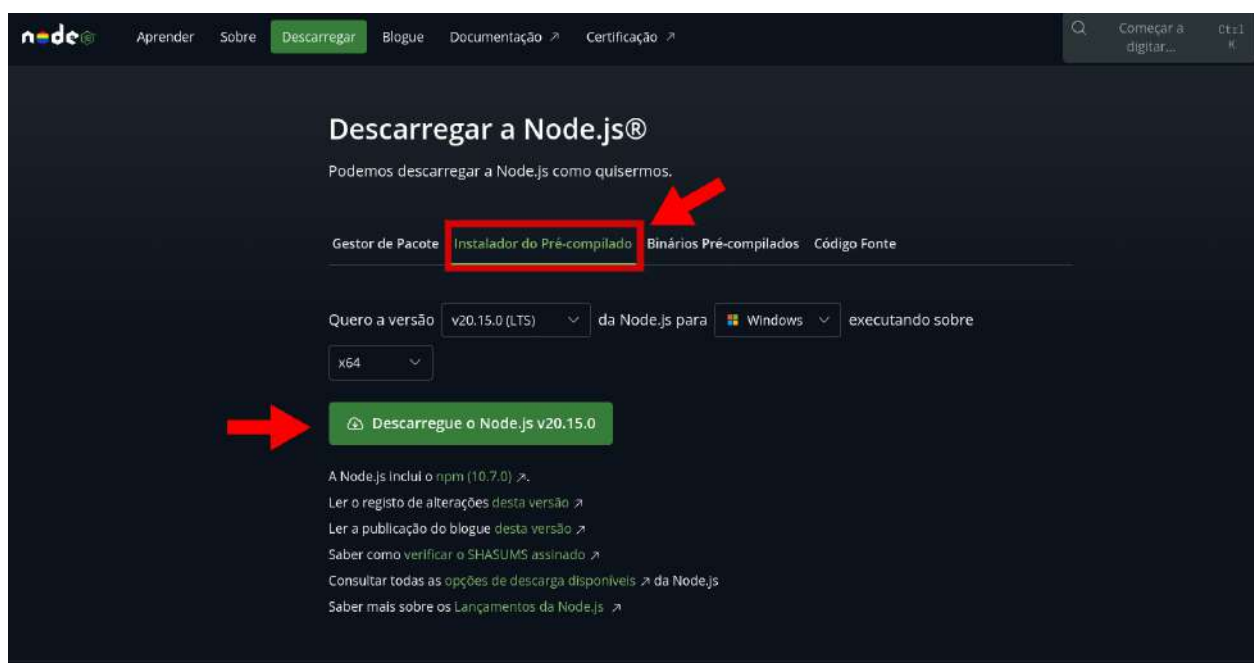 node
Aprender Sobre Descarregar Blogue Documentação Certificação
Começar a
digitar...
Ctrl
K
Descarregar a Node.js®
Podemos descarregar a Node.js como quisermos.
Gestor de Pacote Instalador do Pré-compilado Binários Pré-compilados Código Fonte
Quero a versão v20.15.0 (LTS) da Node.js para Windows executando sobre
x64
Descarregue o Node.js v20.15.0
A Node.js inclui o npm (10.7.0) ↗.
Ler o registo de alterações desta versão ↗
Ler a publicação do blogue desta versão ↗
Saber como verificar o SHASUMS assinado ↗
Consultar todas as opções de descarga disponíveis ↗ da Node.js
Saber mais sobre os Lançamentos da Node.js ↗